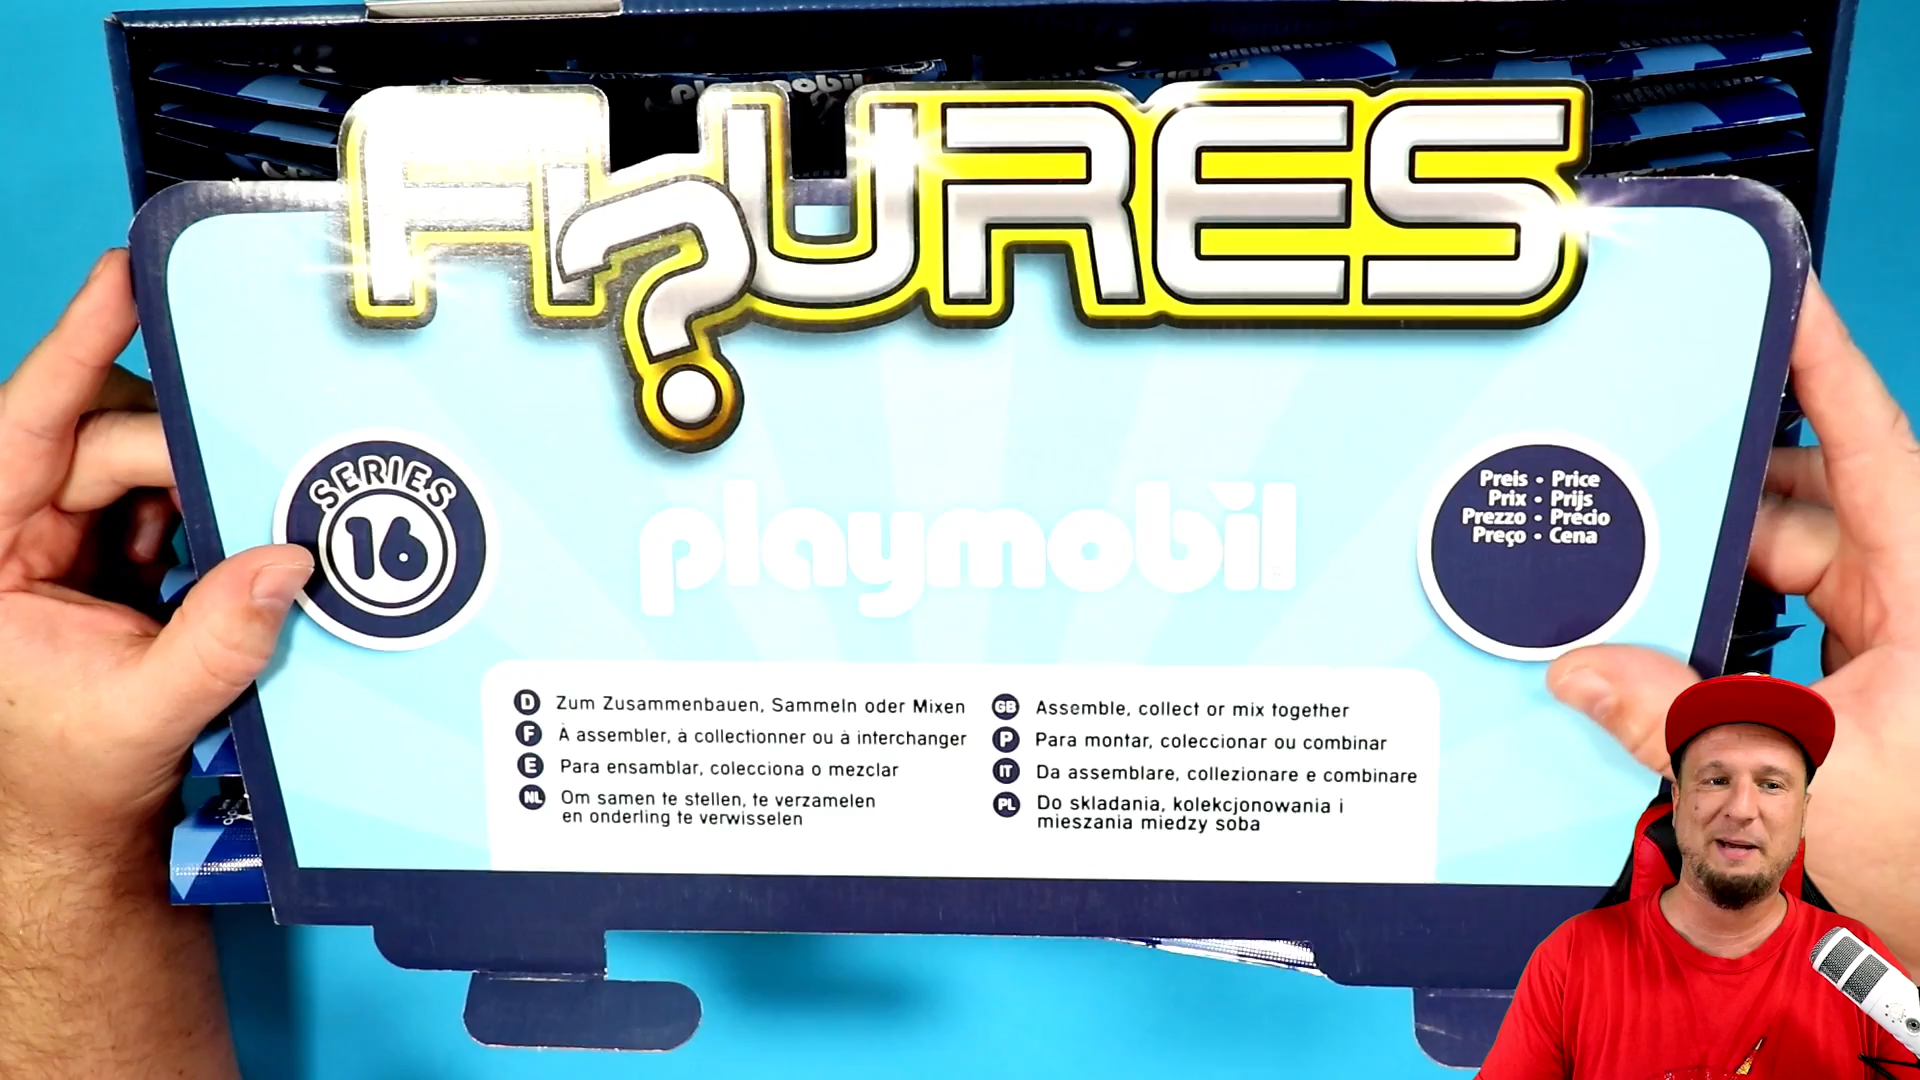 playmobil
FI?URES
SERIES
16
playmobil
Preis • Price
Prix • Prijs
Prezzo • Precio
Preço • Cena
D Zum Zusammenbauen, Sammeln oder Mixen
F À assembler, à collectionner ou à interchanger
E Para ensamblar, colecciona o mezclar
NL Om samen te stellen, te verzamelen
en onderling te verwisselen
GB Assemble, collect or mix together
P Para montar, coleccionar ou combinar
IT Da assemblare, collezionare e combinare
PL Do skladania, kolekcjonowania i
mieszania miedzy soba